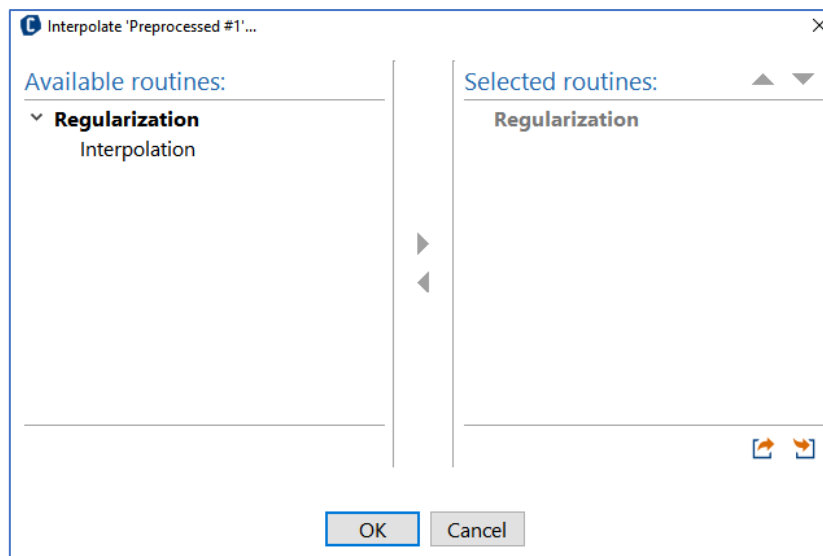 Interpolate 'Preprocessed #1'...
Available routines:
Regularization
Interpolation
Selected routines:
Regularization
OK
Cancel